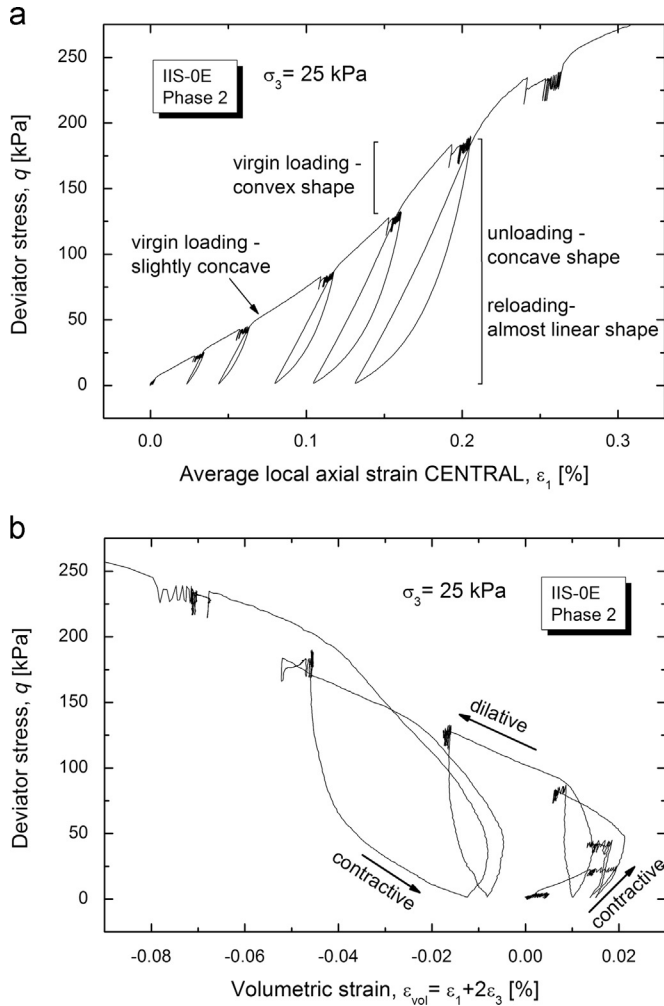 a
IIS-0E
Phase 2
σ3= 25 kPa
virgin loading -
convex shape
virgin loading -
slightly concave
unloading -
concave shape
reloading-
almost linear shape
Deviator stress, q [kPa]
250
200
150
100
50
0
0.0 0.1 0.2 0.3
Average local axial strain CENTRAL, ε1 [%]
b
σ3= 25 kPa
IIS-0E
Phase 2
dilative
contractive
contractive
Deviator stress, q [kPa]
250
200
150
100
50
0
-0.08 -0.06 -0.04 -0.02 0.00 0.02
Volumetric strain, εvol= ε1+2ε3 [%]